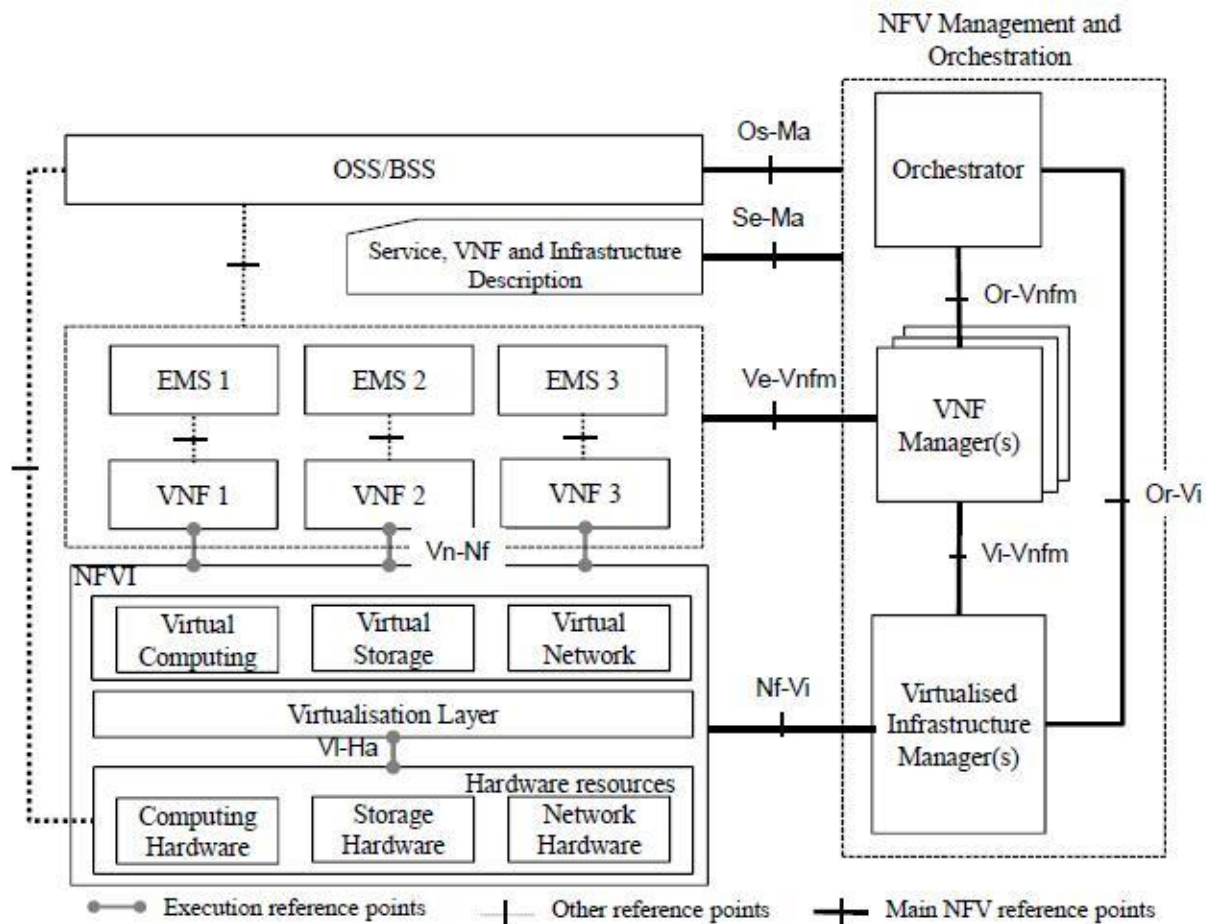 NFV Management and
Orchestration
Os-Ma
OSS/BSS
Orchestrator
Se-Ma
Service, VNF and Infrastructure
Description
Or-Vnfm
EMS 1
EMS 2
EMS 3
Ve-Vnfm
VNF
Manager(s)
VNF 1
VNF 2
VNF 3
Or-Vi
Vn-Nf
Vi-Vnfm
NFVI
Virtual
Computing
Virtual
Storage
Virtual
Network
Nf-Vi
Virtualisation Layer
Virtualised
Infrastructure
Manager(s)
Vl-Ha
Hardware resources
Computing
Hardware
Storage
Hardware
Network
Hardware
Execution reference points
Other reference points
Main NFV reference points